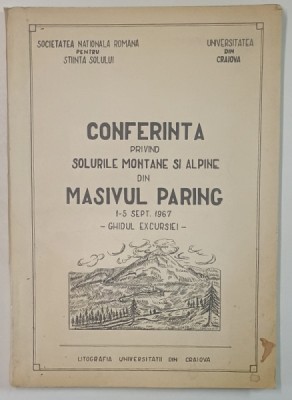 SOCIETATEA NATIONALA ROMANA
PENTRU
STIINTA SOLULUI
UNIVERSITATEA
DIN
CRAIOVA
CONFERINTA
PRIVIND
SOLURILE MONTANE SI ALPINE
DIN
MASIVUL PARING
1-5 SEPT. 1967
- GHIDUL EXCURSIEI -
LITOGRAFIA UNIVERSITATII DIN CRAIOVA